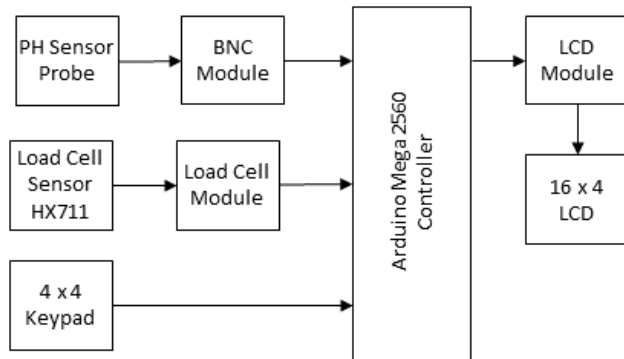 PH Sensor
Probe
BNC
Module
LCD
Module
Load Cell
Sensor
HX711
Load Cell
Module
Arduino Mega 2560
Controller
16 x 4
LCD
4 x 4
Keypad